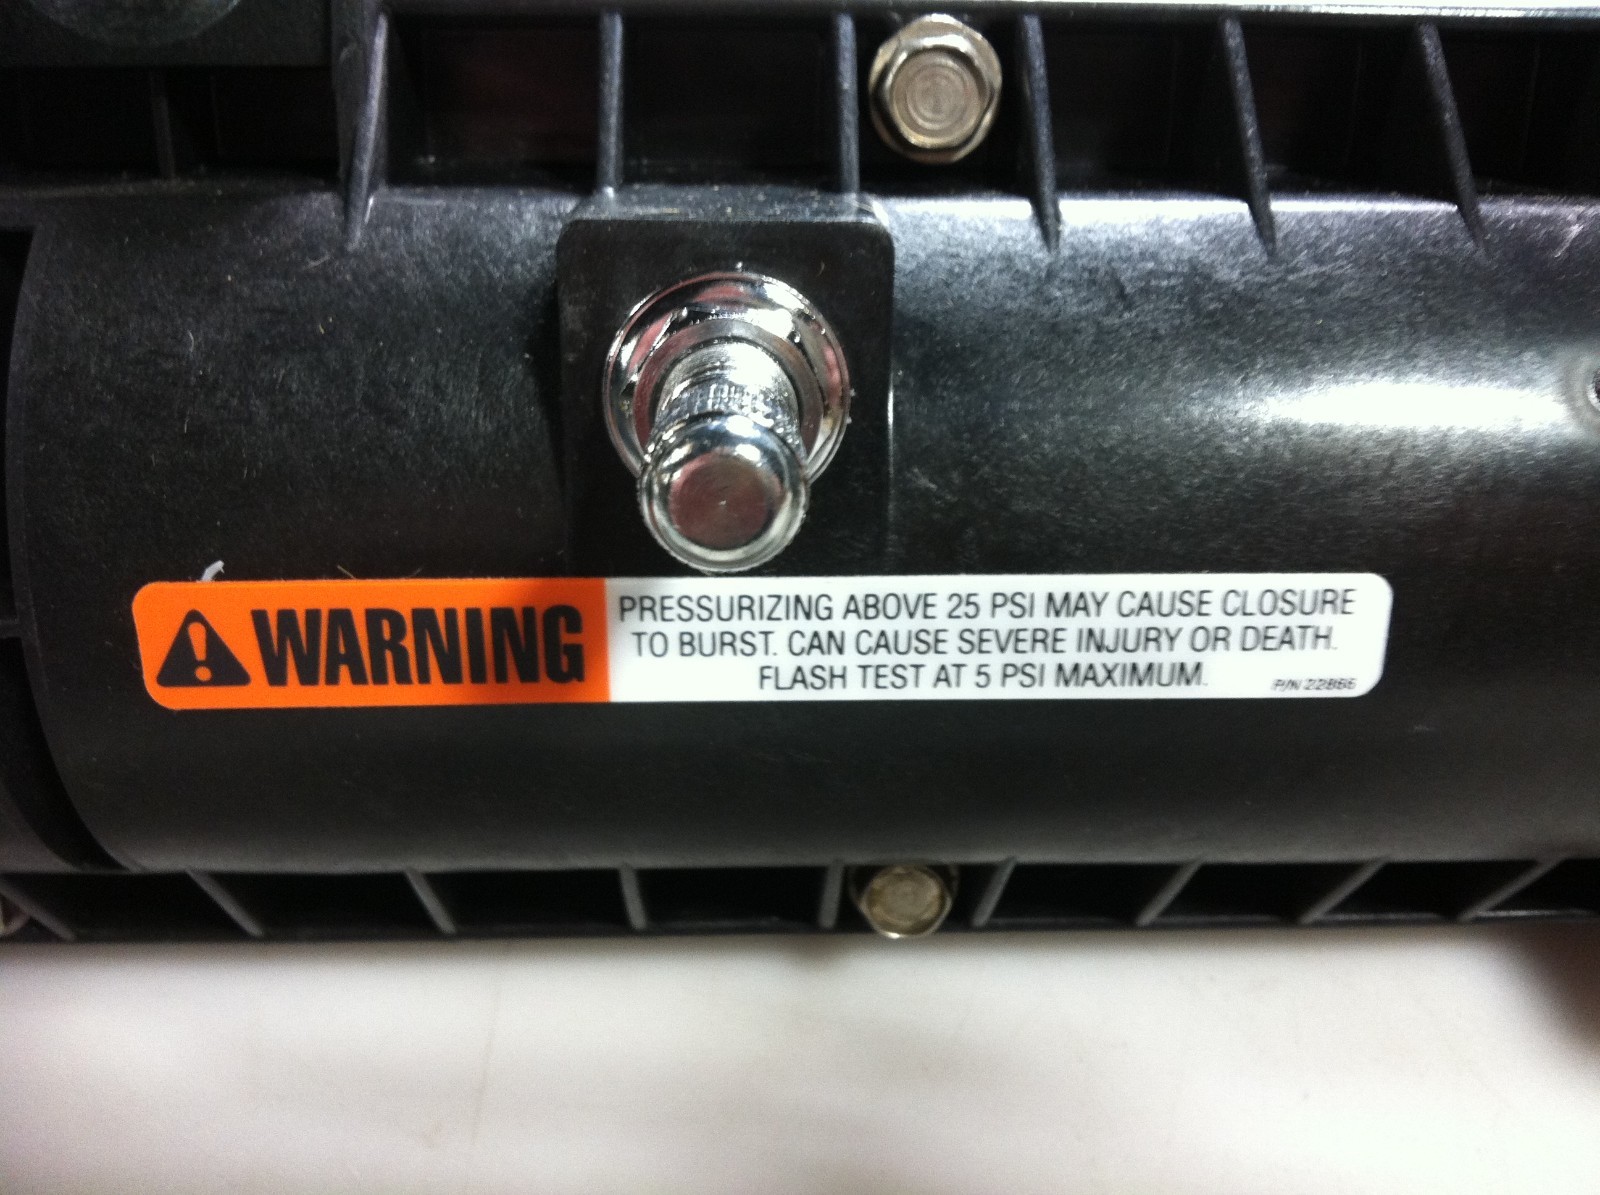 WARNING
PRESSURIZING ABOVE 25 PSI MAY CAUSE CLOSURE
TO BURST. CAN CAUSE SEVERE INJURY OR DEATH.
FLASH TEST AT 5 PSI MAXIMUM.
P/N 22866